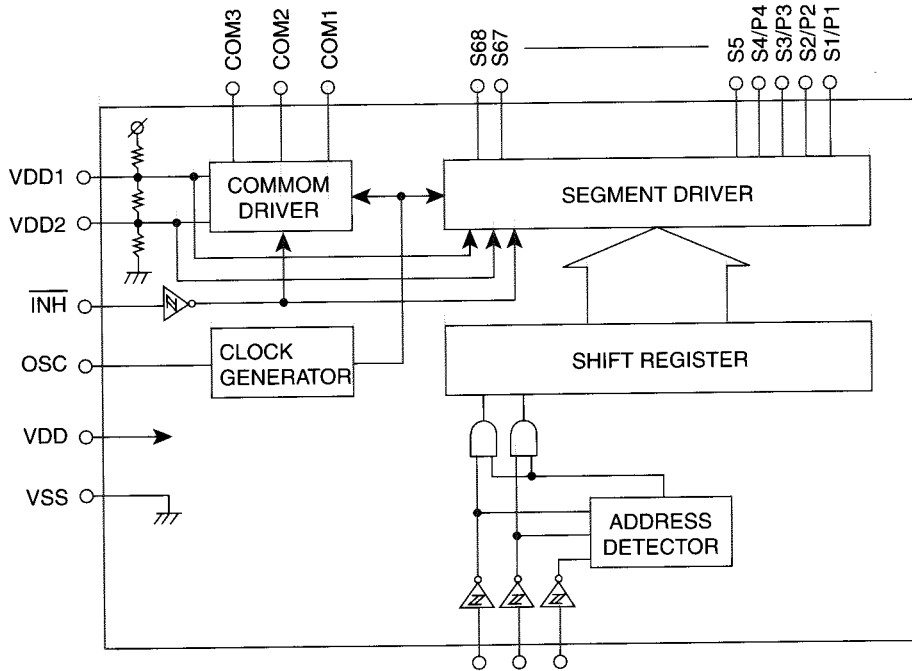 COM3
COM2
COM1
S68
S67
S5
S4/P4
S3/P3
S2/P2
S1/P1
VDD1
VDD2
INH
OSC
VDD
VSS
COMMOM
DRIVER
SEGMENT DRIVER
CLOCK
GENERATOR
SHIFT REGISTER
ADDRESS
DETECTOR